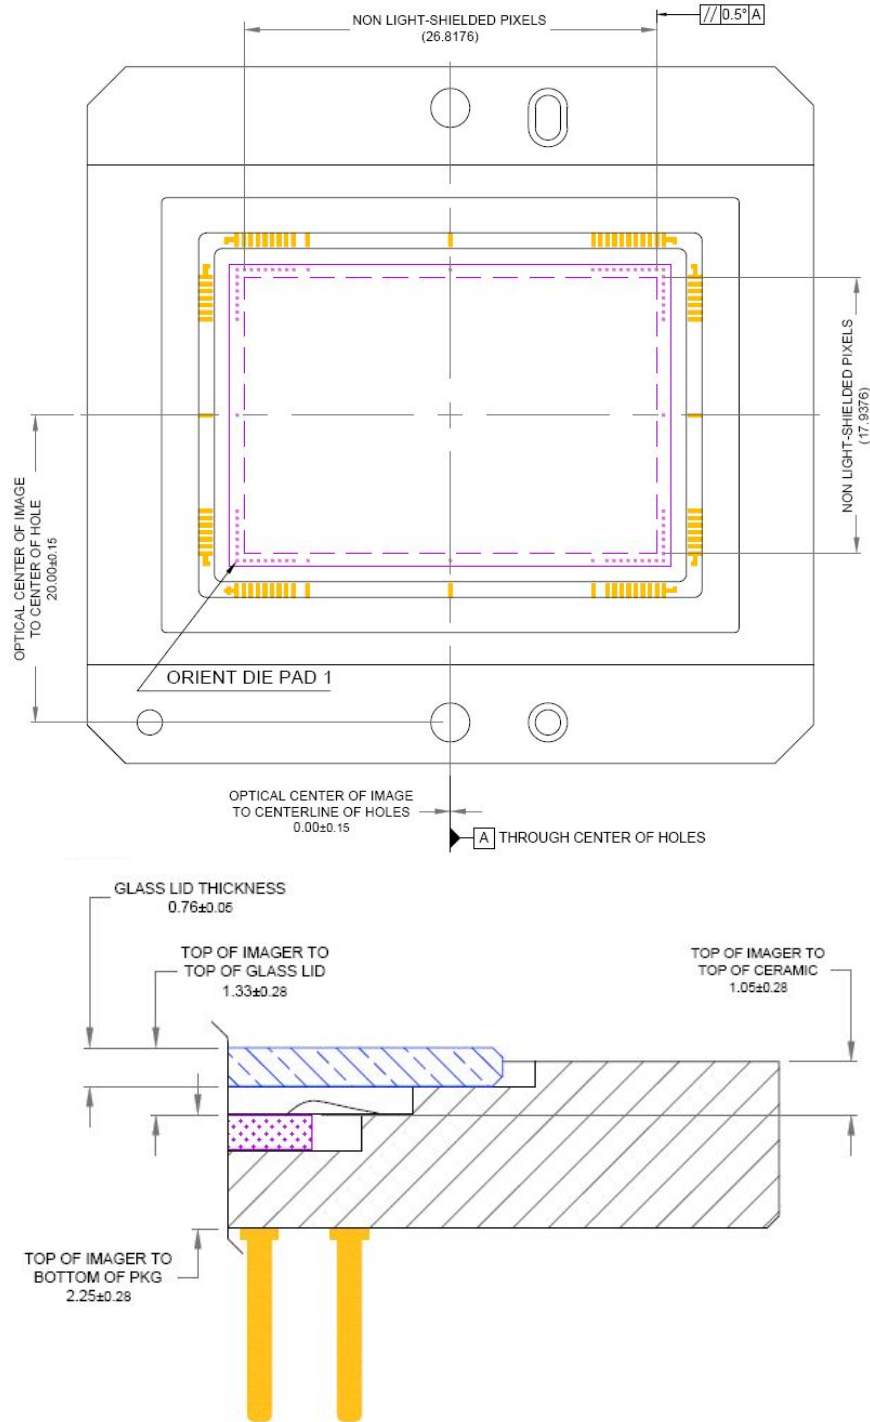 NON LIGHT-SHIELDED PIXELS
(26.8176)
// 0.5° A
NON LIGHT-SHIELDED PIXELS
(17.9376)
OPTICAL CENTER OF IMAGE
TO CENTER OF HOLE
20.00±0.15
ORIENT DIE PAD 1
OPTICAL CENTER OF IMAGE
TO CENTERLINE OF HOLES
0.00±0.15
A THROUGH CENTER OF HOLES
GLASS LID THICKNESS
0.76±0.05
TOP OF IMAGER TO
TOP OF GLASS LID
1.33±0.28
TOP OF IMAGER TO
TOP OF CERAMIC
1.05±0.28
TOP OF IMAGER TO
BOTTOM OF PKG
2.25±0.28